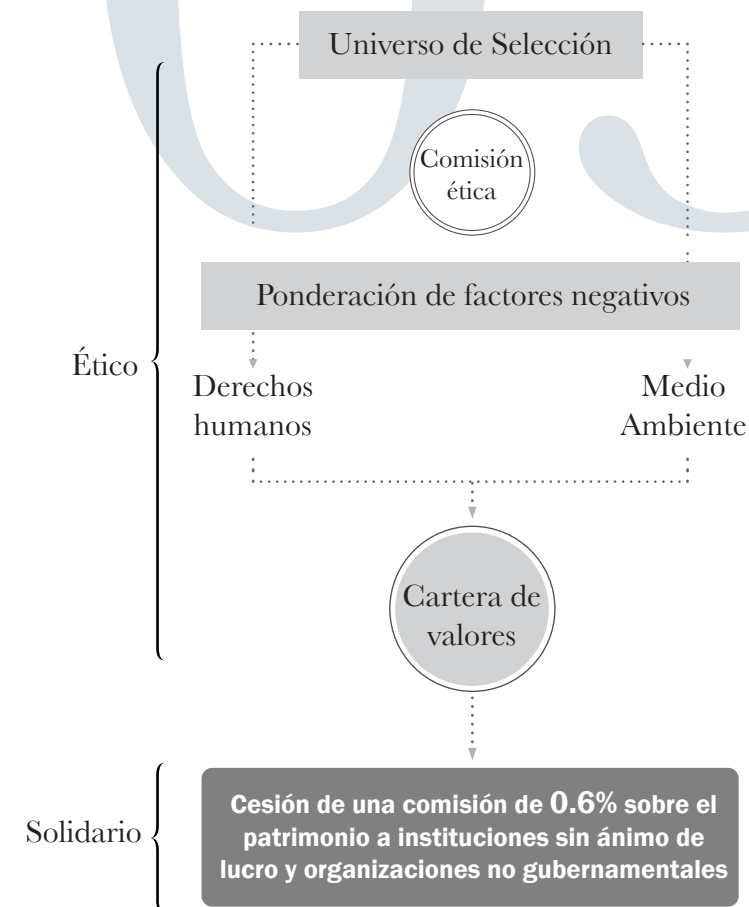 Universo de Selección
Comisión
ética
Ponderación de factores negativos
Ético
Derechos
humanos
Medio
Ambiente
Cartera de
valores
Solidario
Cesión de una comisión de 0.6% sobre el
patrimonio a instituciones sin ánimo de
lucro y organizaciones no gubernamentales